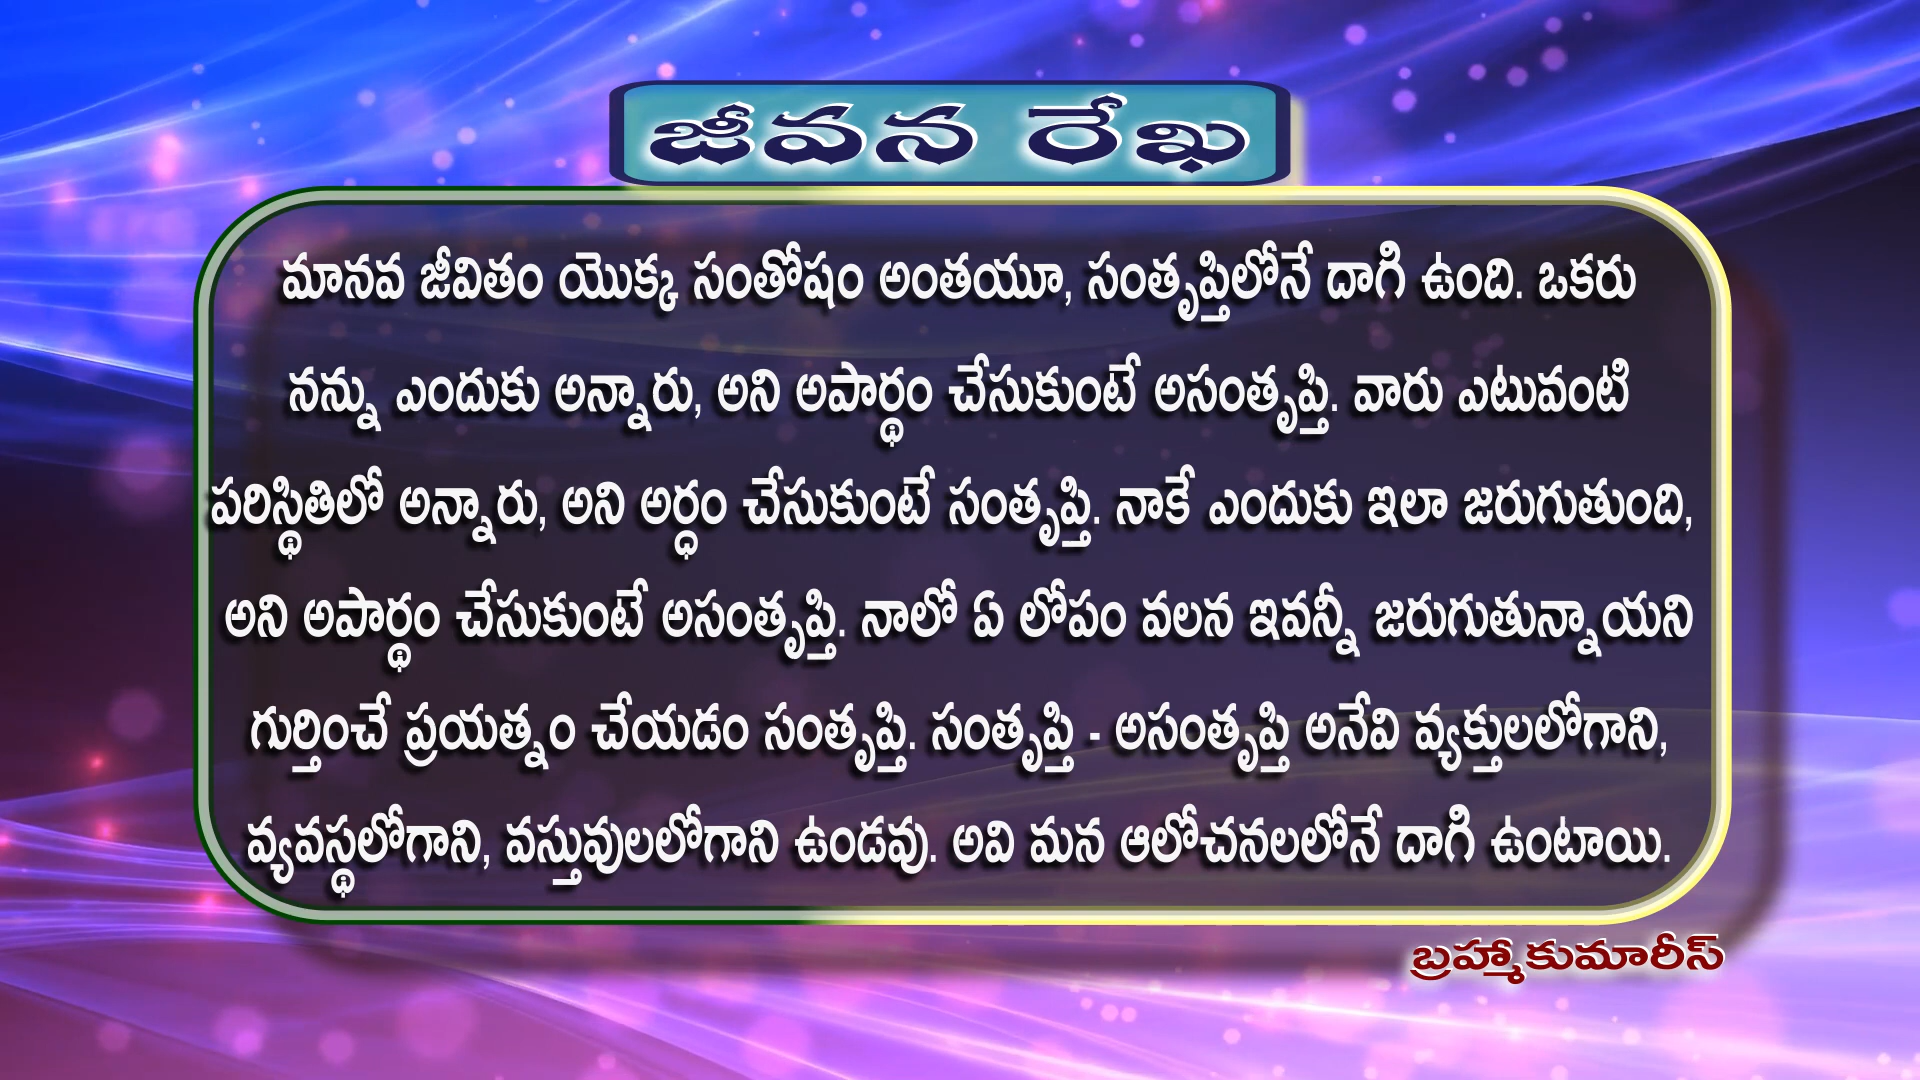 జీవన రేఖ
మానవ జీవితం యొక్క సంతోషం అంతయూ, సంతృప్తిలోనే దాగి ఉంది. ఒకరు
నన్ను ఎందుకు అన్నారు, అని అపార్థం చేసుకుంటే అసంతృప్తి. వారు ఎటువంటి
పరిస్థితిలో అన్నారు, అని అర్ధం చేసుకుంటే సంతృప్తి. నాకే ఎందుకు ఇలా జరుగుతుంది,
అని అపార్థం చేసుకుంటే అసంతృప్తి. నాలో ఏ లోపం వలన ఇవన్నీ జరుగుతున్నాయని
గుర్తించే ప్రయత్నం చేయడం సంతృప్తి. సంతృప్తి - అసంతృప్తి అనేవి వ్యక్తులలోగాని,
వ్యవస్థలోగాని, వస్తువులలోగాని ఉండవు. అవి మన ఆలోచనలలోనే దాగి ఉంటాయి.
బ్రహ్మాకుమారీస్